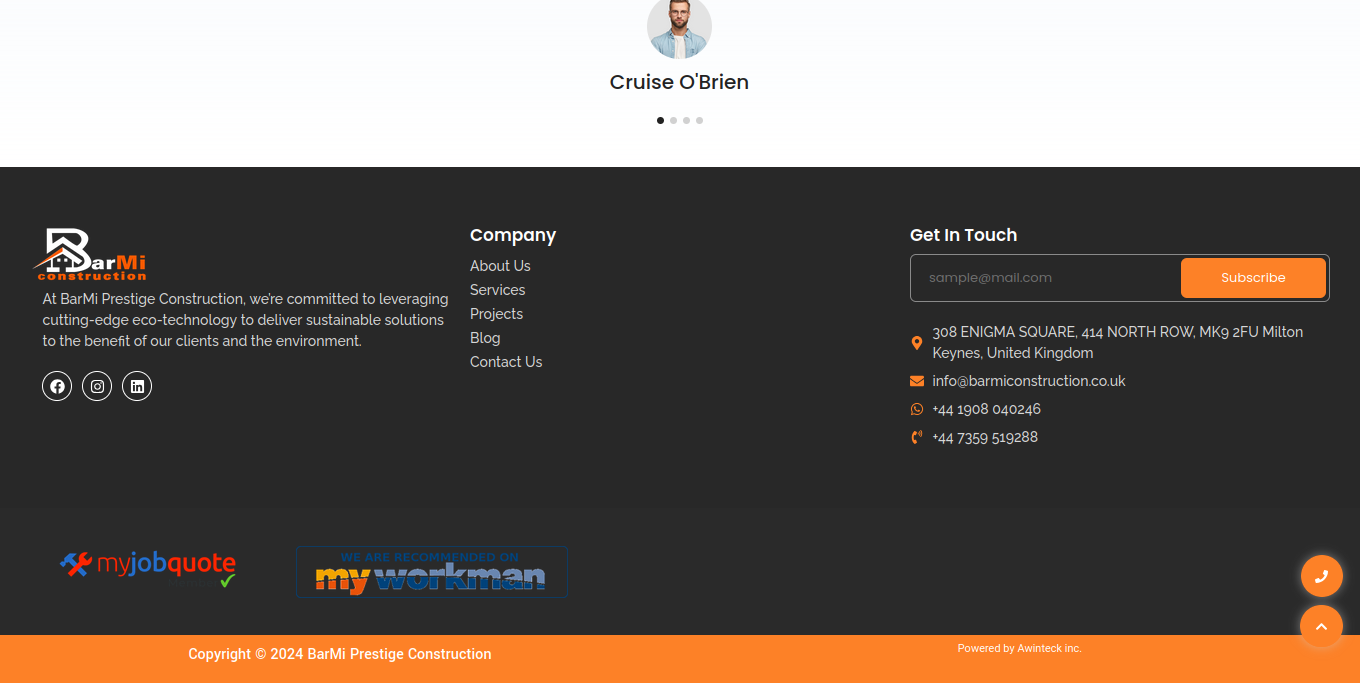 Cruise O'Brien
BarMi
construction
At BarMi Prestige Construction, we're committed to leveraging
cutting-edge eco-technology to deliver sustainable solutions
to the benefit of our clients and the environment.
Company
About Us
Services
Projects
Blog
Contact Us
Get In Touch
sample@mail.com
Subscribe
308 ENIGMA SQUARE, 414 NORTH ROW, MK9 2FU Milton
Keynes, United Kingdom
info@barmiconstruction.co.uk
+44 1908 040246
+44 7359 519288
myjobquote
WE ARE RECOMMENDED ON
my workman
Copyright © 2024 BarMi Prestige Construction
Powered by Awinteck inc.